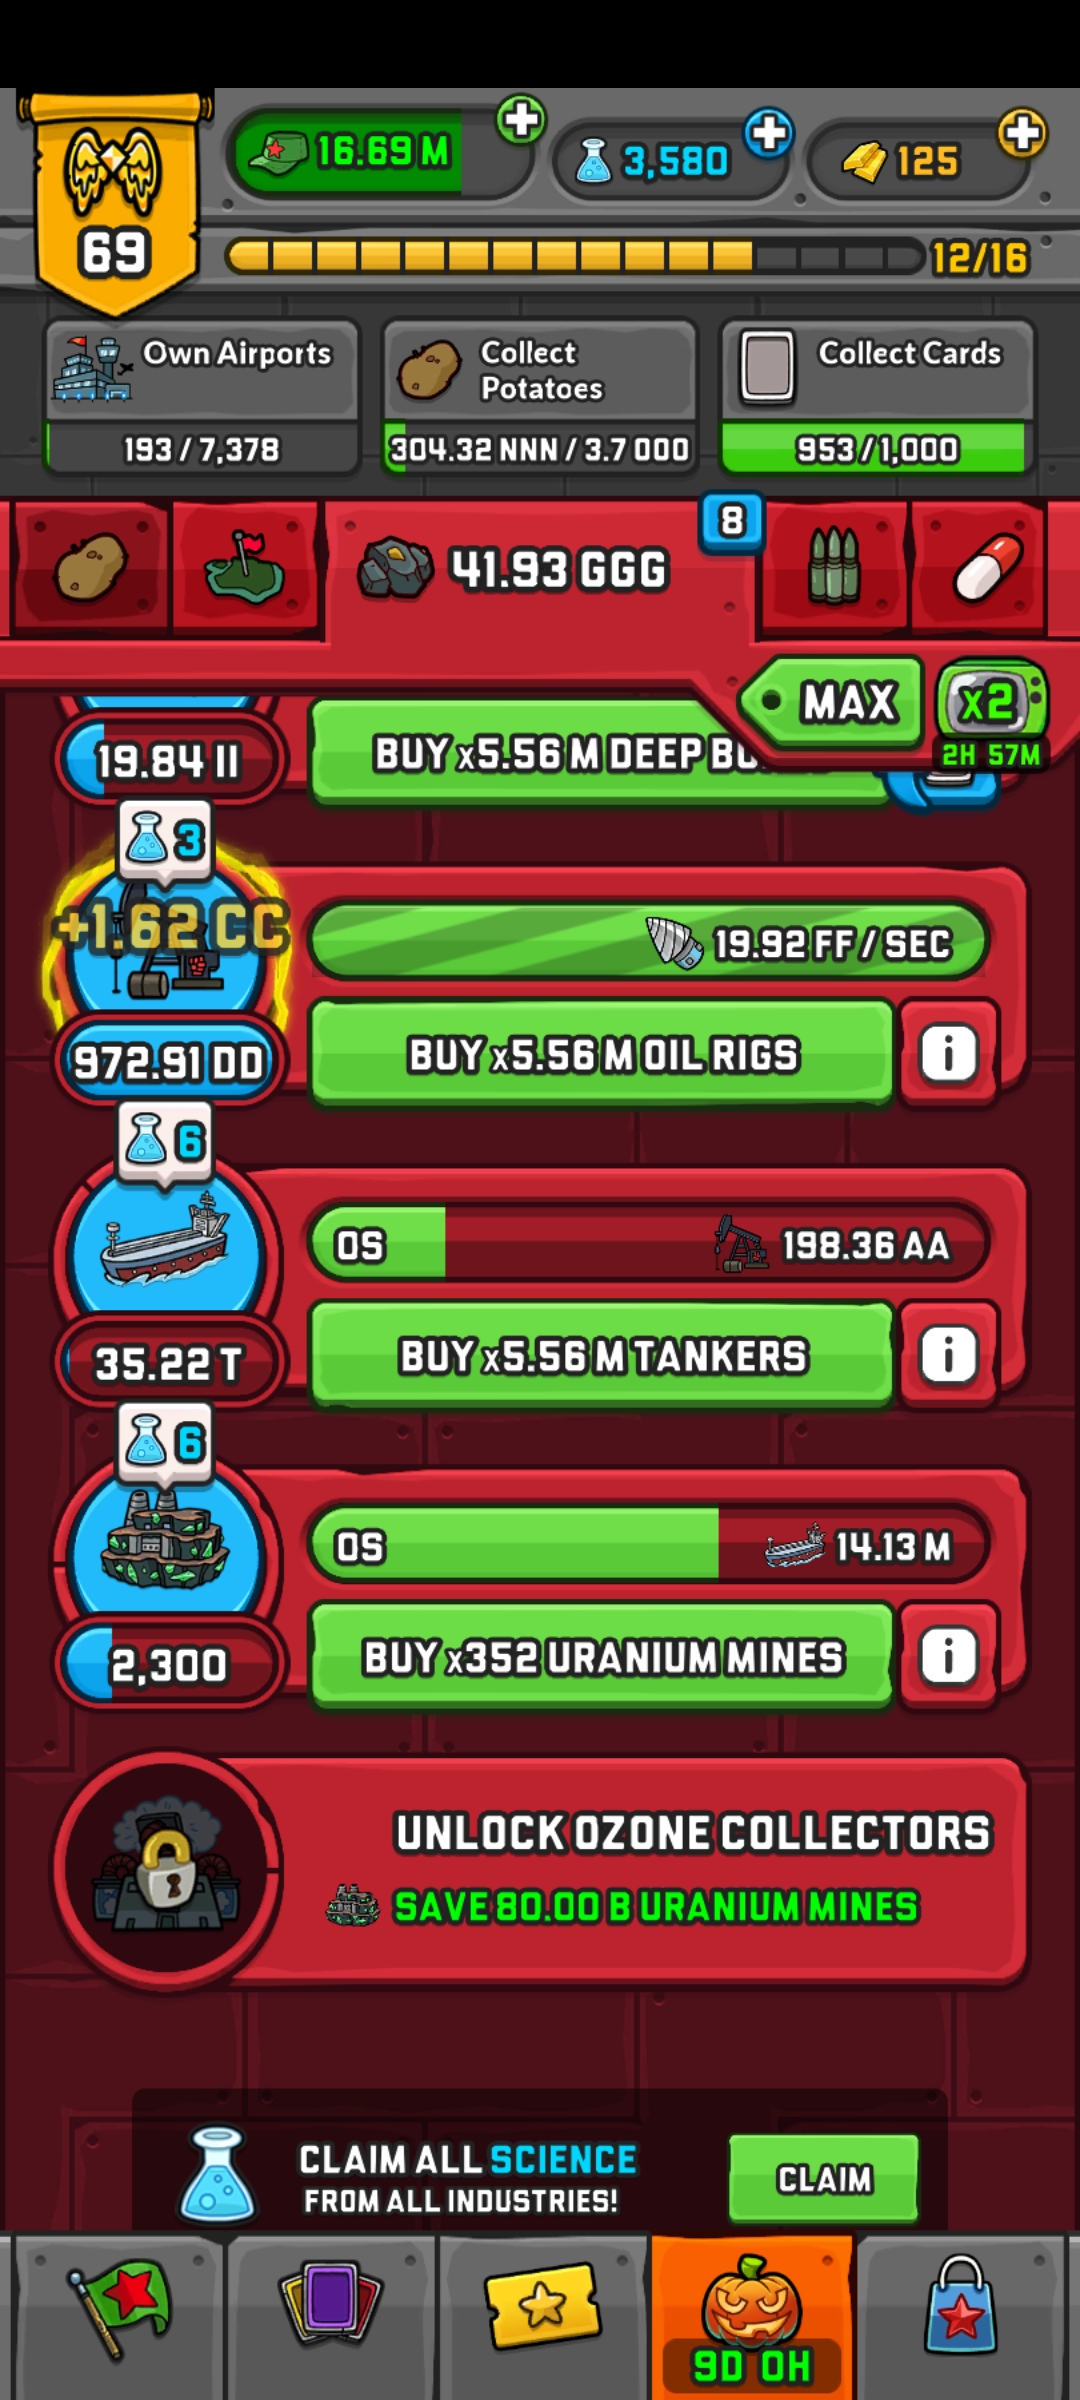 16.69 M
3,580
125
69
12/16
Own Airports
193 / 7,378
Collect
Potatoes
304.32 NNN / 3.7 OOO
Collect Cards
953 / 1,000
41.93 GGG
8
MAX
x2
2H 57M
19.84 II
BUY x5.56 M DEEP
3
+1.62 CC
19.92 FF / SEC
972.91 DD
BUY x5.56 M OIL RIGS
6
0S
198.36 AA
35.22 T
BUY x5.56 M TANKERS
6
0S
14.13 M
2,300
BUY x352 URANIUM MINES
UNLOCK OZONE COLLECTORS
SAVE 80.00 B URANIUM MINES
CLAIM ALL SCIENCE
FROM ALL INDUSTRIES!
CLAIM
9D 0H